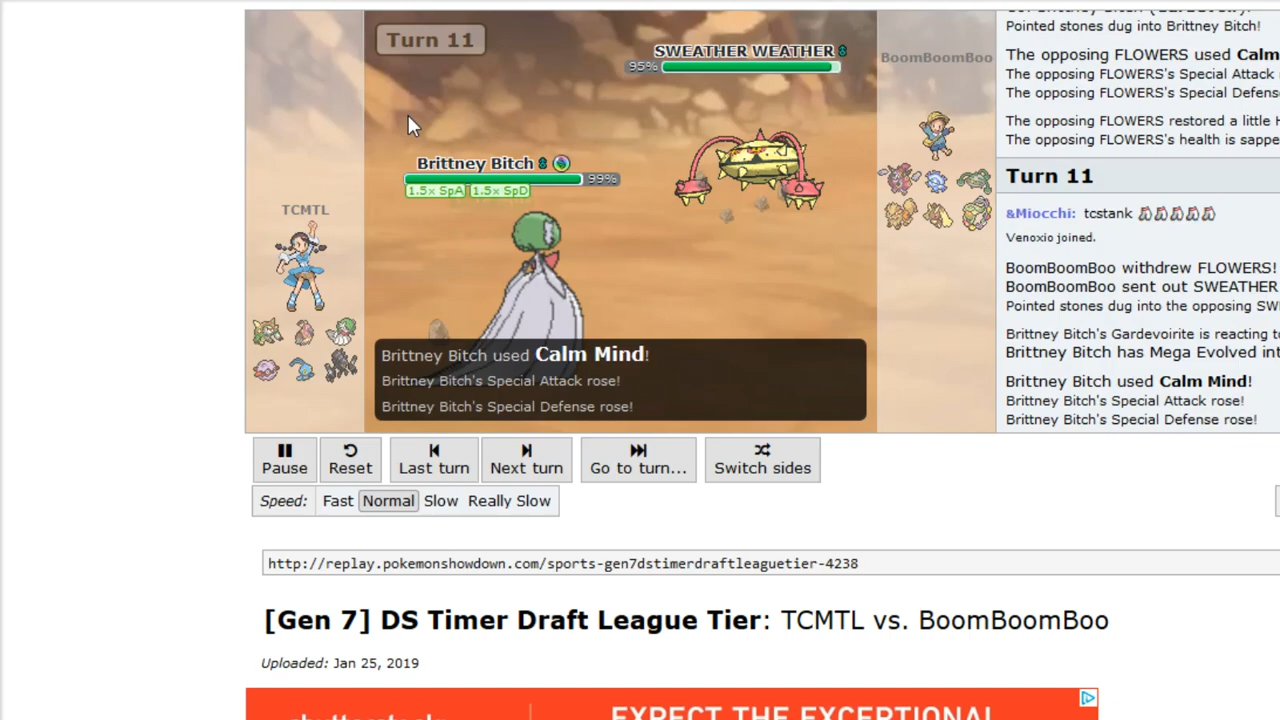 Turn 11
SWEATHER WEATHER
95%
BoomBoomBoo
Brittney Bitch
99%
1.5× SpA 1.5× SpD
TCMTL
Brittney Bitch used Calm Mind!
Brittney Bitch's Special Attack rose!
Brittney Bitch's Special Defense rose!
Pointed stones dug into Brittney Bitch!
The opposing FLOWERS used Calm
The opposing FLOWERS's Special Attack
The opposing FLOWERS's Special Defens
The opposing FLOWERS restored a little H
The opposing FLOWERS's health is sappe
Turn 11
&Miocchi: tcstank
Venoxio joined.
BoomBoomBoo withdrew FLOWERS!
BoomBoomBoo sent out SWEATHER
Pointed stones dug into the opposing SW
Brittney Bitch's Gardevoirite is reacting t
Brittney Bitch has Mega Evolved int
Brittney Bitch used Calm Mind!
Brittney Bitch's Special Attack rose!
Brittney Bitch's Special Defense rose!
Pause Reset Last turn Next turn Go to turn... Switch sides
Speed: Fast Normal Slow Really Slow
http://replay.pokemonshowdown.com/sports-gen7dstimerdraftleaguetier-4238
[Gen 7] DS Timer Draft League Tier: TCMTL vs. BoomBoomBoo
Uploaded: Jan 25, 2019
shutterstock
EXPECT THE EXCEPTIONAL